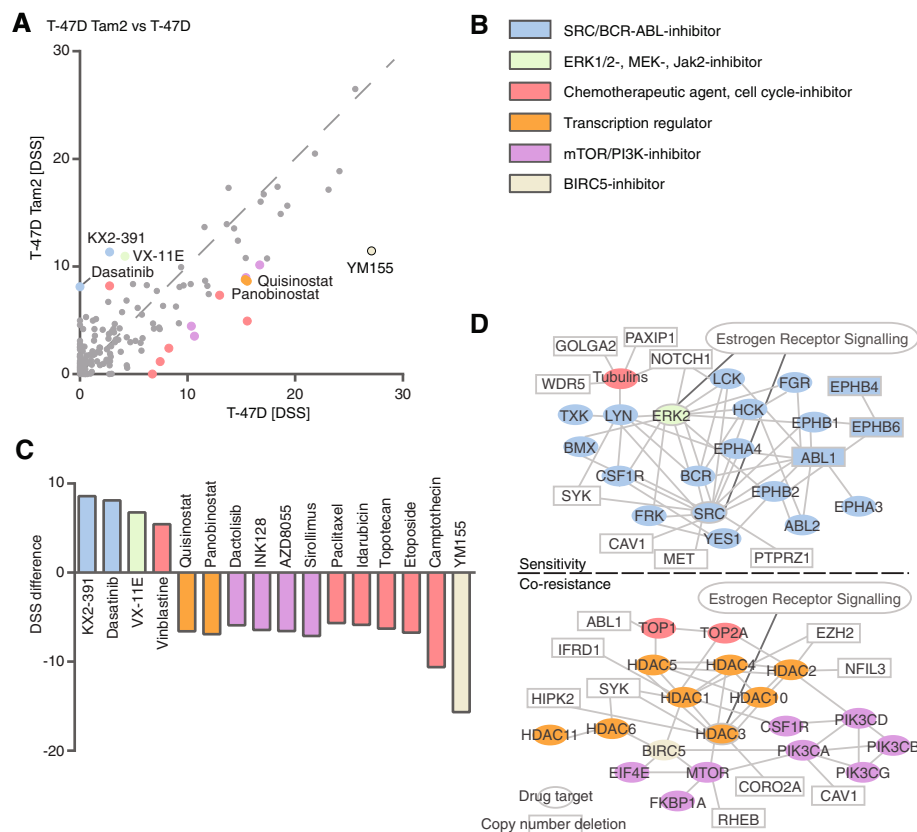 A
T-47D Tam2 vs T-47D
30
20
10
0
T-47D Tam2 [DSS]
KX2-391
VX-11E
Dasatinib
Quisinostat
Panobinostat
YM155
0
10
20
30
T-47D [DSS]
B
SRC/BCR-ABL-inhibitor
ERK1/2-, MEK-, Jak2-inhibitor
Chemotherapeutic agent, cell cycle-inhibitor
Transcription regulator
mTOR/PI3K-inhibitor
BIRC5-inhibitor
C
10
0
-10
-20
DSS difference
KX2-391
Dasatinib
VX-11E
Vinblastine
Quisinostat
Panobinostat
Dactolisib
INK128
AZD8055
Sirollimus
Paclitaxel
Idarubicin
Topotecan
Etoposide
Camptothecin
YM155
D
Estrogen Receptor Signalling
GOLGA2
PAXIP1
NOTCH1
WDR5
Tubulins
LCK
FGR
EPHB4
TXK
LYN
ERK2
HCK
EPHB1
EPHB6
BMX
EPHA4
ABL1
CSF1R
BCR
SYK
EPHB2
EPHA3
FRK
SRC
ABL2
CAV1
YES1
MET
PTPRZ1
Sensitivity
Co-resistance
Estrogen Receptor Signalling
ABL1
TOP1
TOP2A
EZH2
IFRD1
HDAC5
HDAC4
HDAC2
NFIL3
SYK
HIPK2
HDAC1
HDAC10
HDAC11
HDAC6
HDAC3
CSF1R
PIK3CD
BIRC5
PIK3CA
PIK3CB
EIF4E
MTOR
PIK3CG
CORO2A
CAV1
Drug target
FKBP1A
RHEB
Copy number deletion